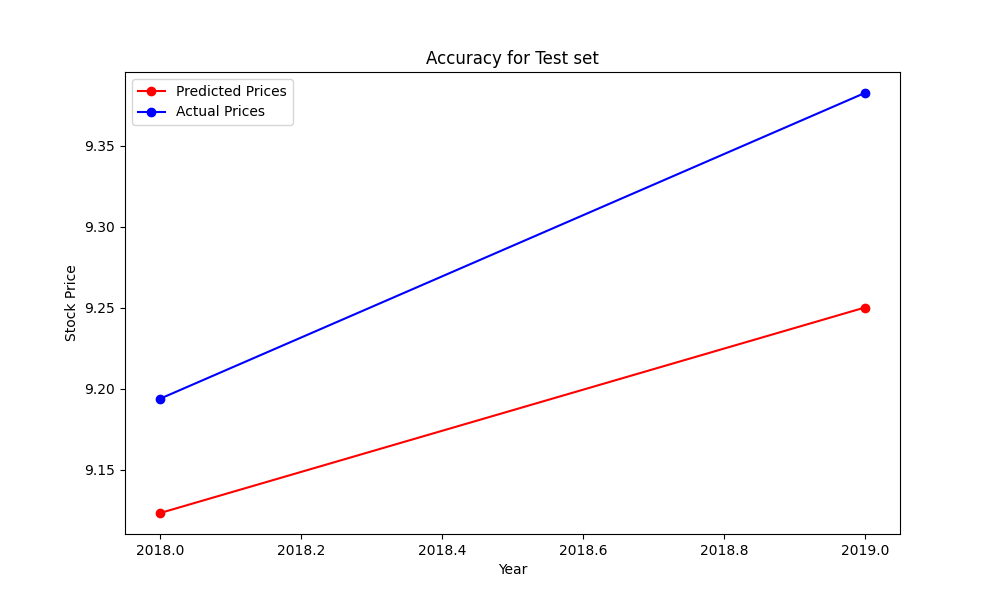 Accuracy for Test set
Predicted Prices
Actual Prices
Stock Price
9.35
9.30
9.25
9.20
9.15
2018.0
2018.2
2018.4
2018.6
2018.8
2019.0
Year